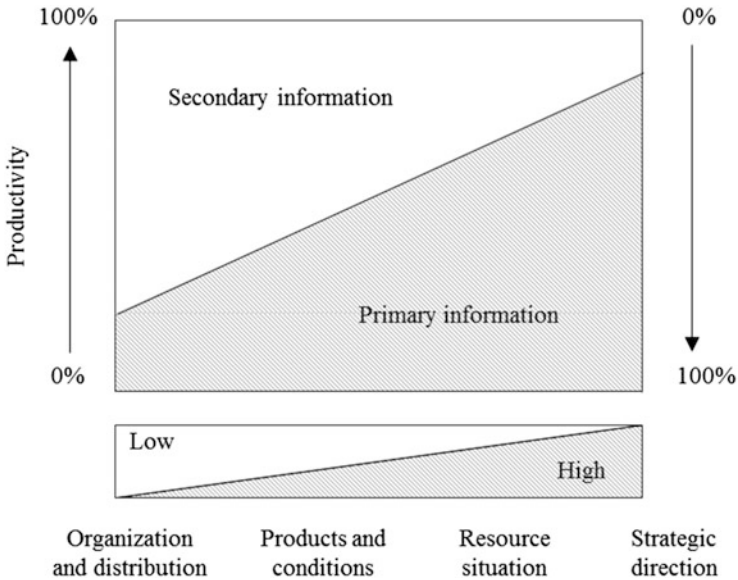 100%
0%
Secondary information
Productivity
Primary information
0%
100%
Low
High
Organization
and distribution
Products and
conditions
Resource
situation
Strategic
direction